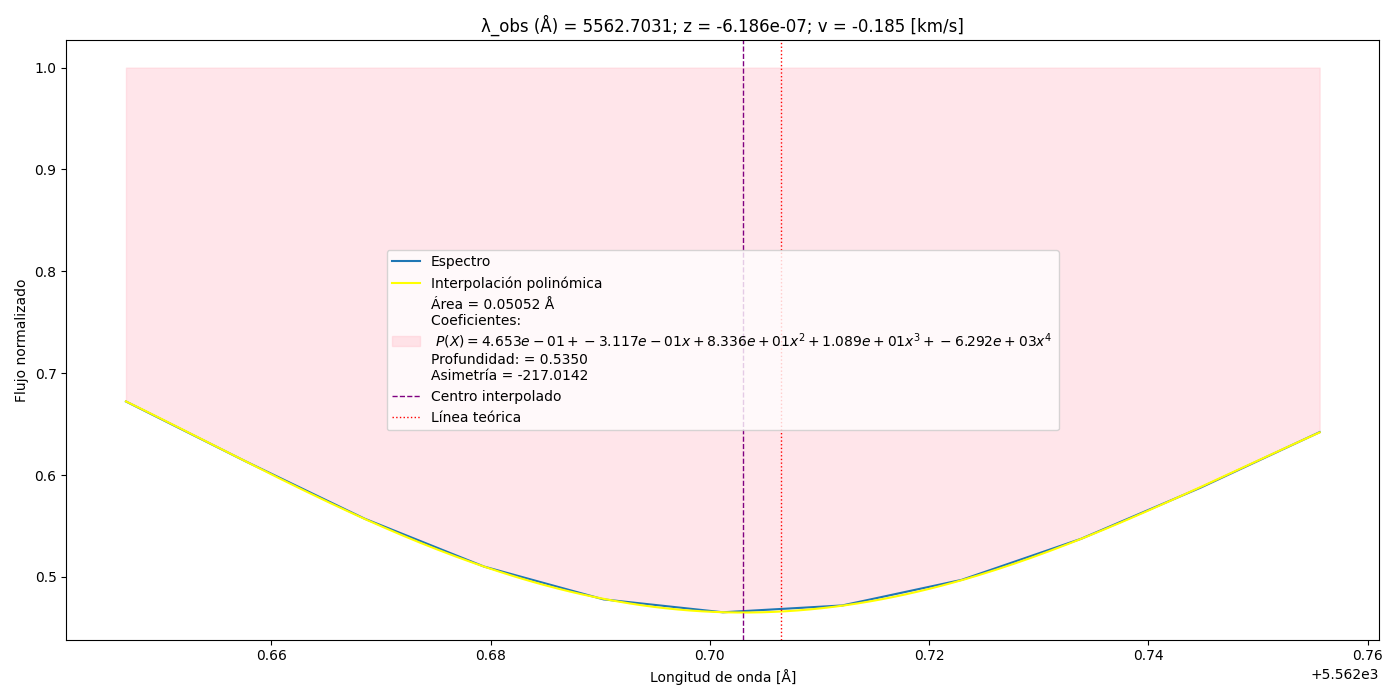 λ_obs (Å) = 5562.7031; z = -6.186e-07; v = -0.185 [km/s]
1.0
0.9
0.8
0.7
0.6
0.5
Flujo normalizado
Espectro
Interpolación polinómica
Área = 0.05052 Å
Coeficientes:
P(X) = 4.653e − 01 + −3.117e − 01x + 8.336e + 01x² + 1.089e + 01x³ + −6.292e + 03x⁴
Profundidad: = 0.5350
Asimetría = -217.0142
Centro interpolado
Línea teórica
0.66 0.68 0.70 0.72 0.74 0.76
+5.562e3
Longitud de onda [Å]